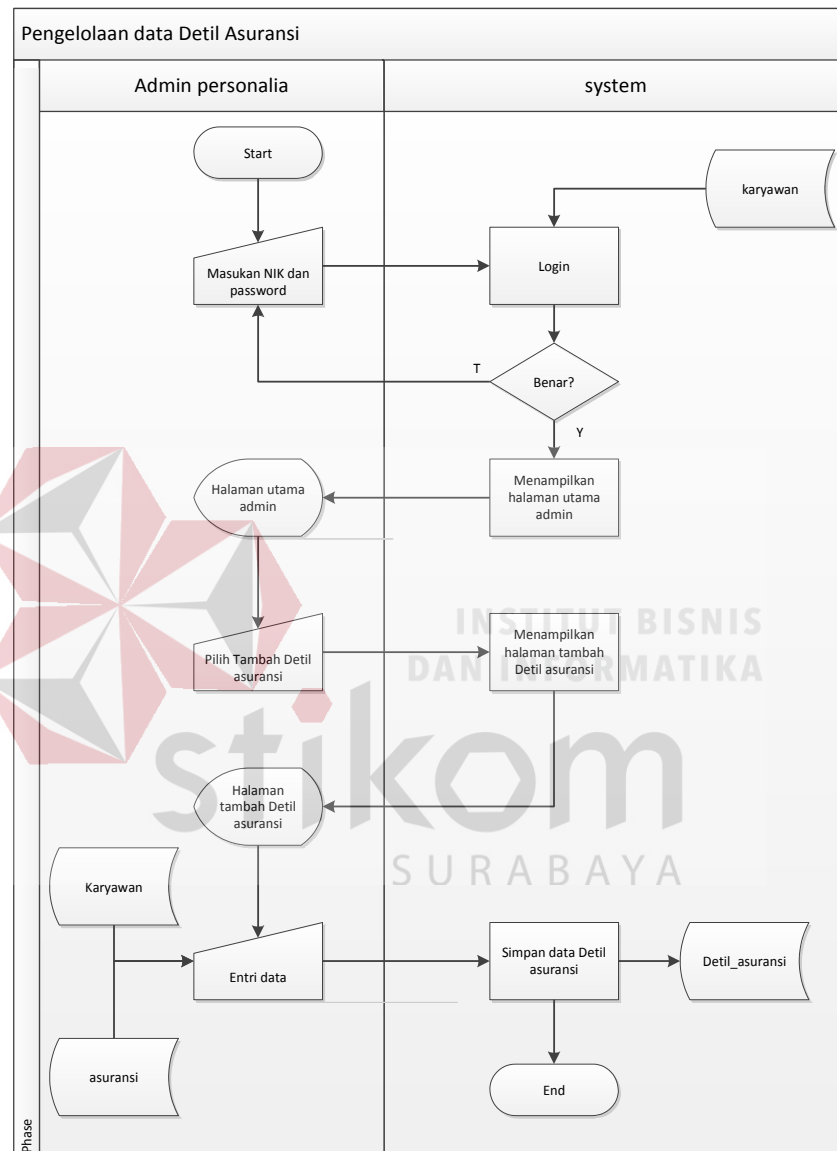 Pengelolaan data Detil Asuransi
Admin personalia
system
Start
karyawan
Masukan NIK dan
password
Login
T
Benar?
Y
Halaman utama
admin
Menampilkan
halaman utama
admin
INSTITUT BISNIS
DAN INFORMATIKA
Pilih Tambah Detil
asuransi
Menampilkan
halaman tambah
Detil asuransi
stikom
SURABAYA
Halaman
tambah Detil
asuransi
Karyawan
Entri data
Simpan data Detil
asuransi
Detil_asuransi
asuransi
End
Phase